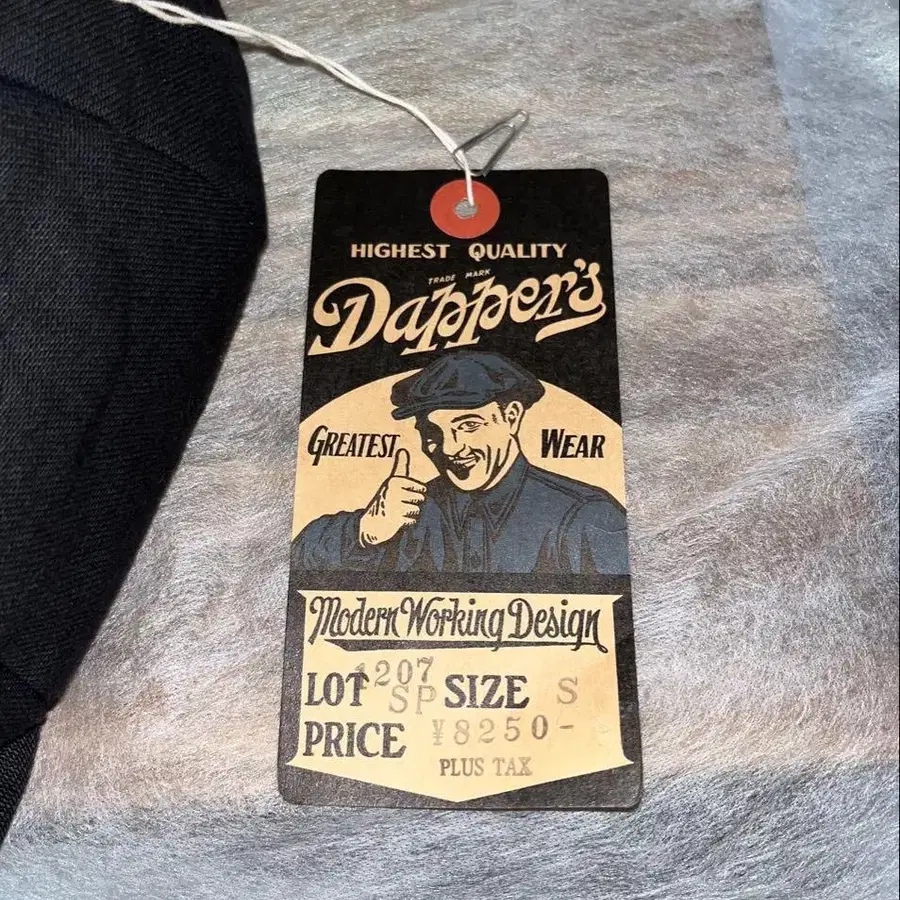 HIGHEST QUALITY
TRADE MARK
Dapper's
GREATEST WEAR
Modern Working Design
LOT 1207 SP SIZE S
PRICE ¥8250-
PLUS TAX